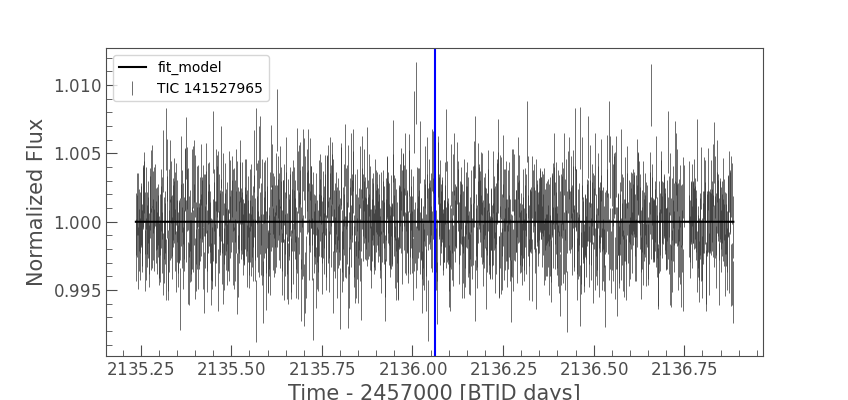 fit_model
TIC 141527965
1.010
1.005
1.000
0.995
Normalized Flux
2135.25 2135.50 2135.75 2136.00 2136.25 2136.50 2136.75
Time - 2457000 [BTJD days]